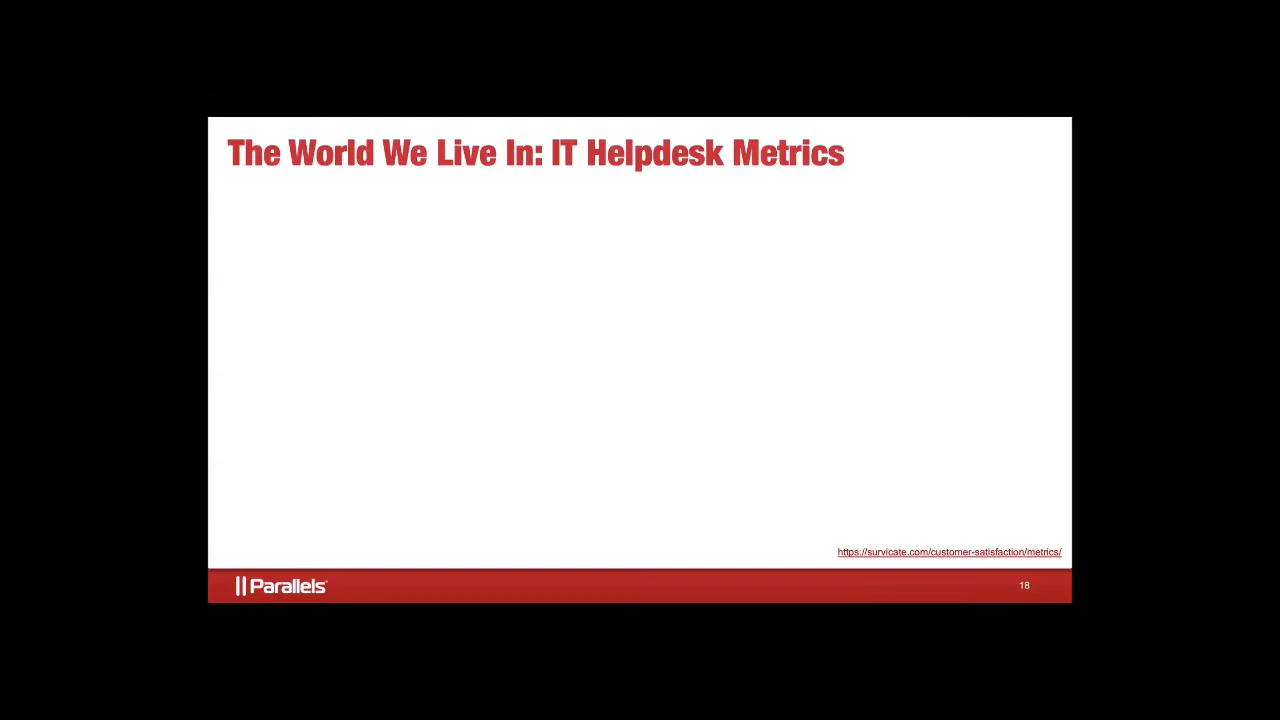 The World We Live In: IT Helpdesk Metrics
https://survicate.com/customer-satisfaction/metrics/
Parallels
18